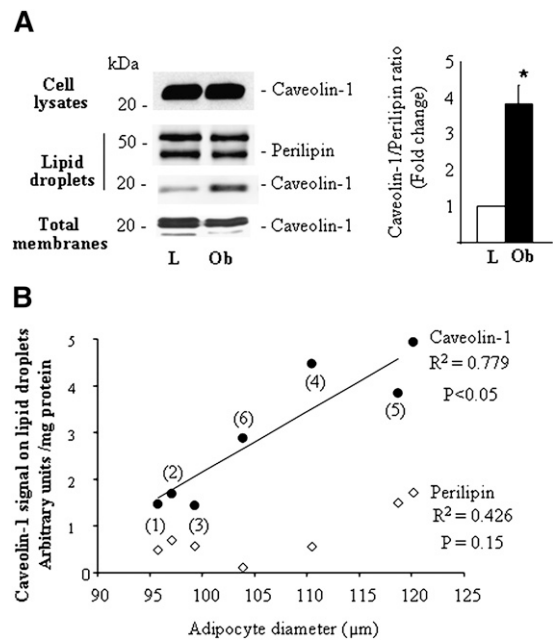 A
kDa
Cell
lysates
20 -
- Caveolin-1
Lipid
droplets
50 -
- Perilipin
20 -
- Caveolin-1
Total
membranes
20 -
- Caveolin-1
L Ob
Caveolin-1/Perilipin ratio
(Fold change)
5
4
3
2
1
*
L Ob
B
Caveolin-1 signal on lipid droplets
Arbitrary units /mg protein
5
4
3
2
1
0
(1)
(2)
(3)
(6)
(4)
(5)
Caveolin-1
R² = 0.779
P<0.05
Perilipin
R² = 0.426
P = 0.15
90 95 100 105 110 115 120 125
Adipocyte diameter (µm)